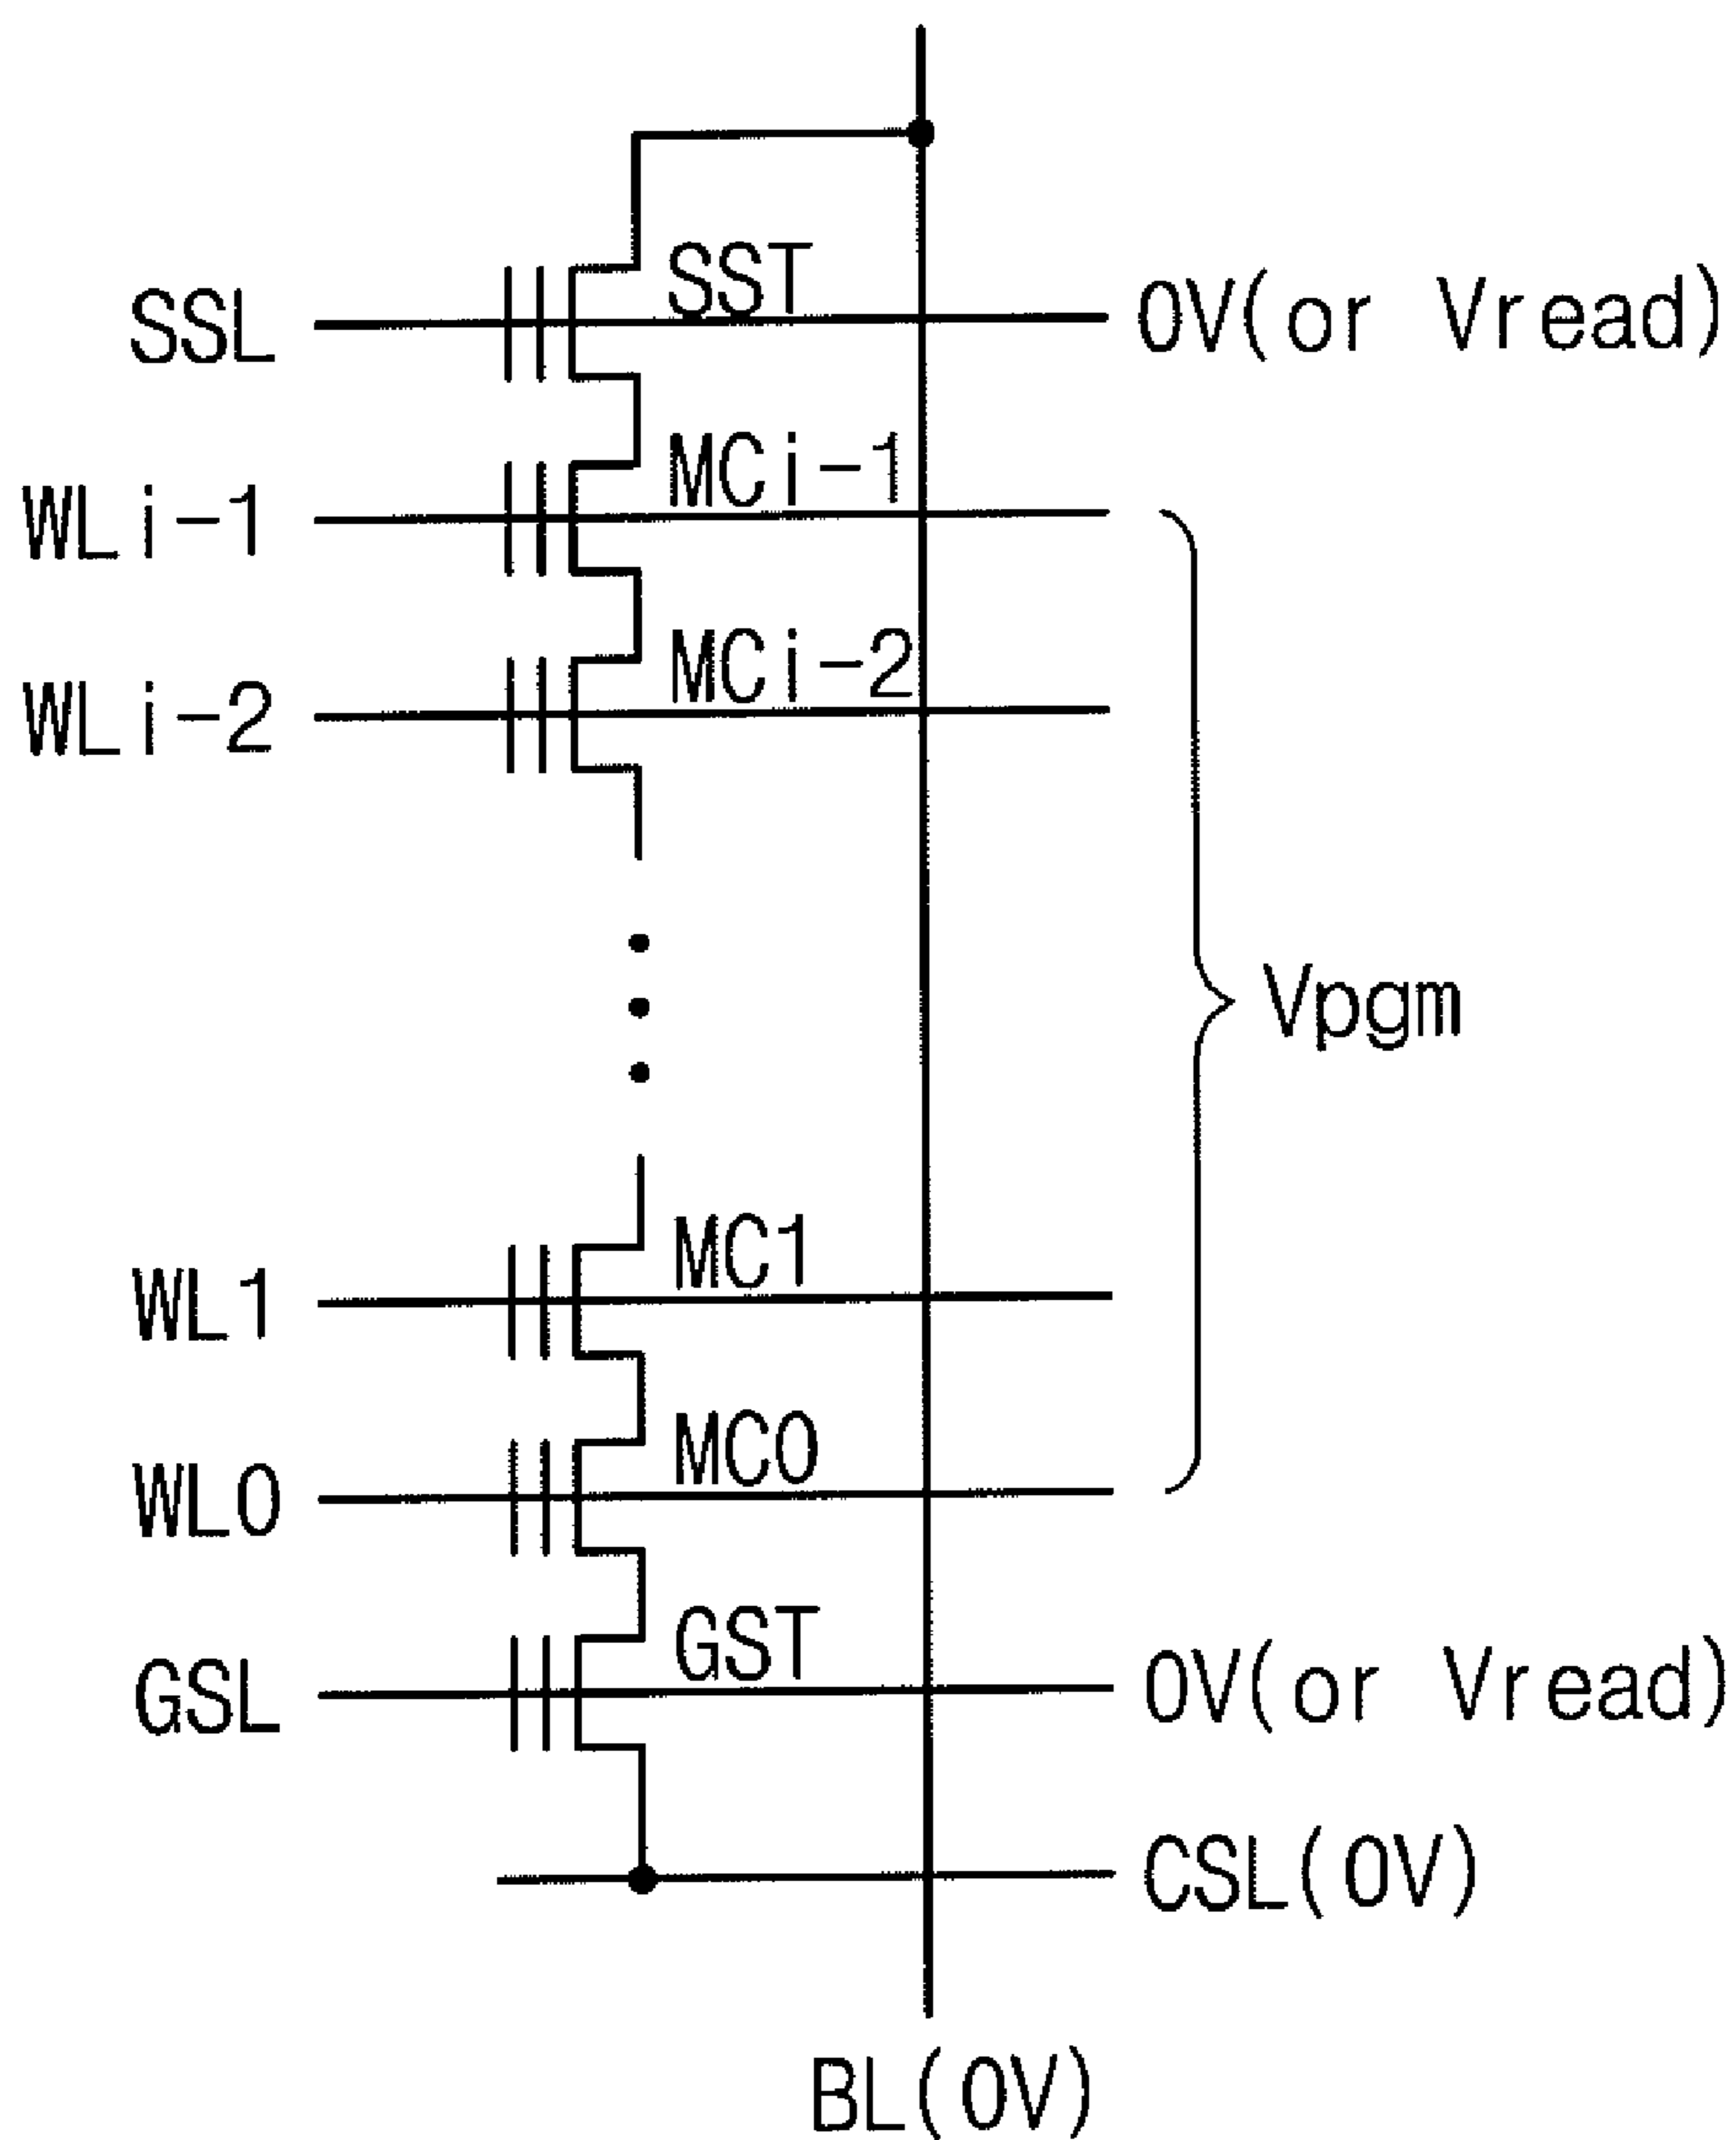 SST
SSL
0V(or Vread)
MCi-1
WLi-1
MCi-2
WLi-2
Vpgm
MC1
WL1
MC0
WL0
GST
GSL
0V(or Vread)
CSL(0V)
BL(0V)